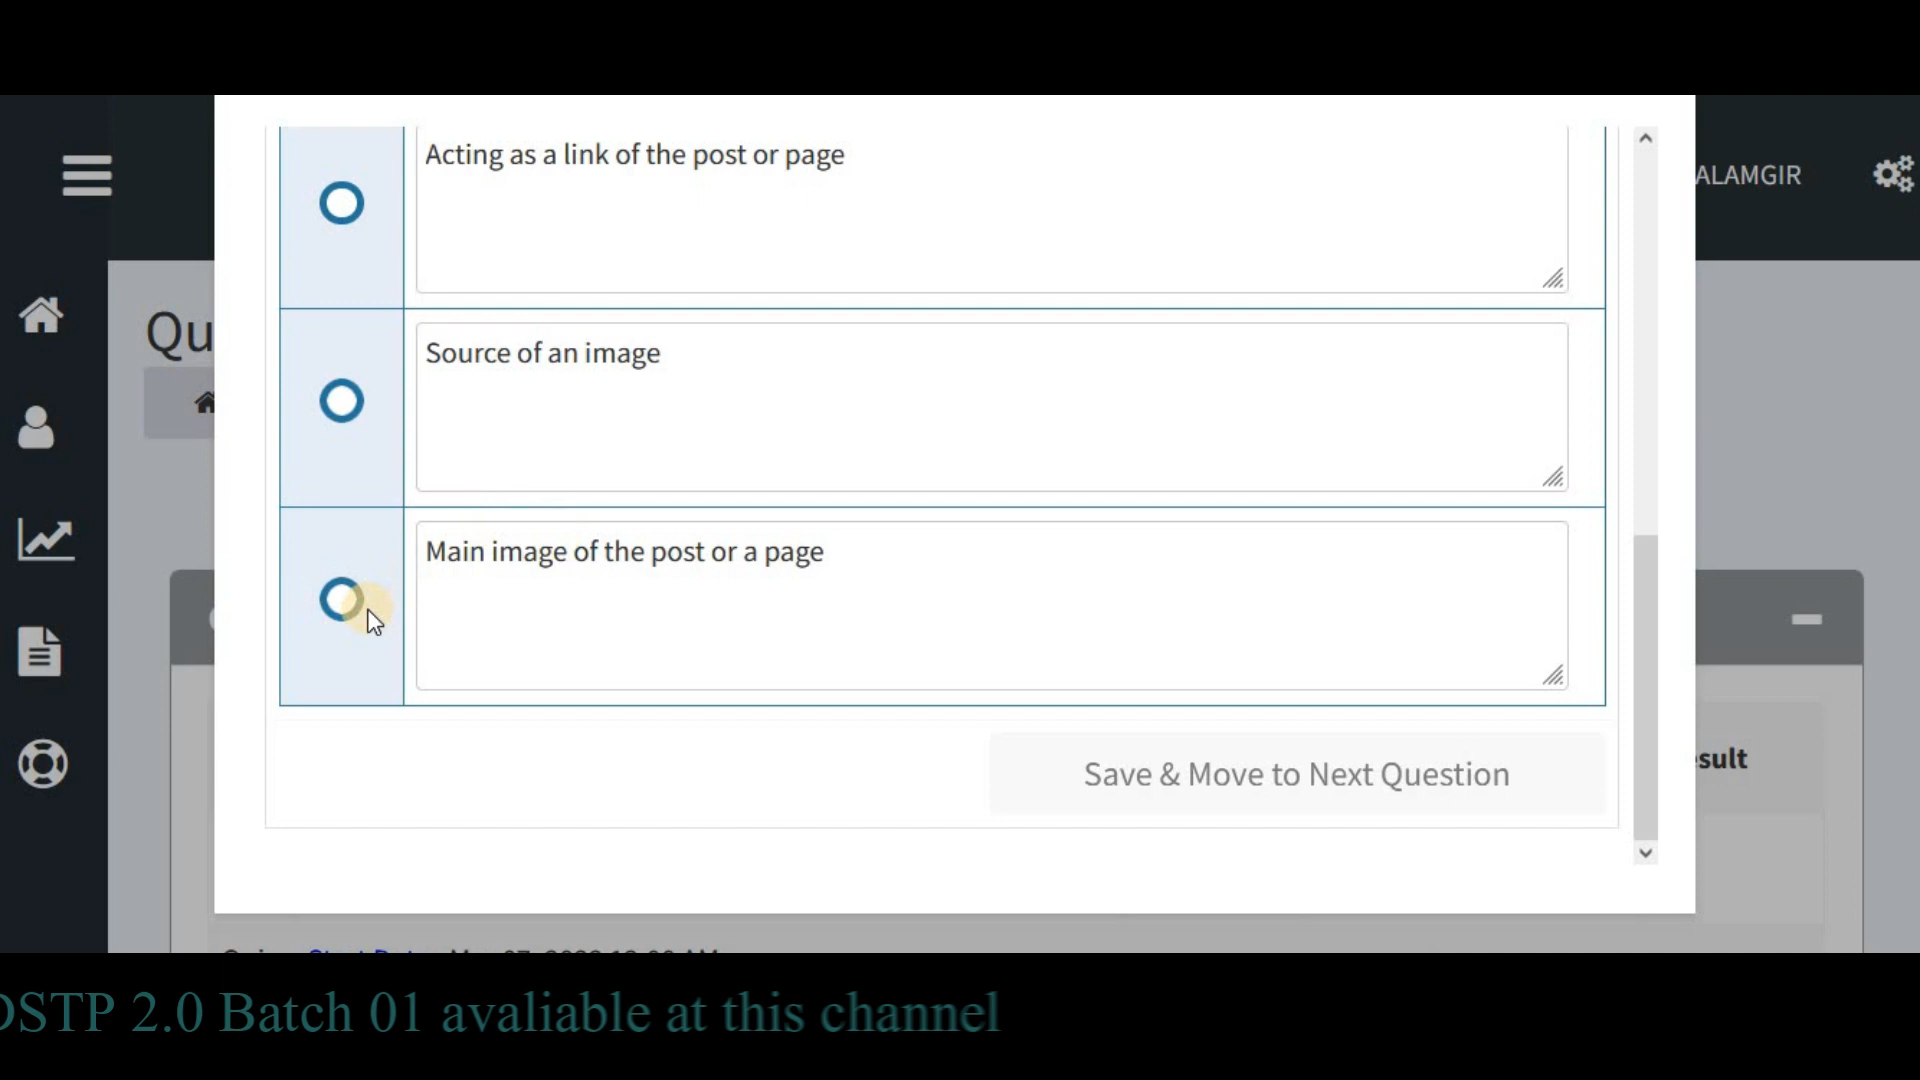 Acting as a link of the post or page
ALAMGIR
Source of an image
Qu
Main image of the post or a page
Save & Move to Next Question
sult
DSTP 2.0 Batch 01 avaliable at this channel